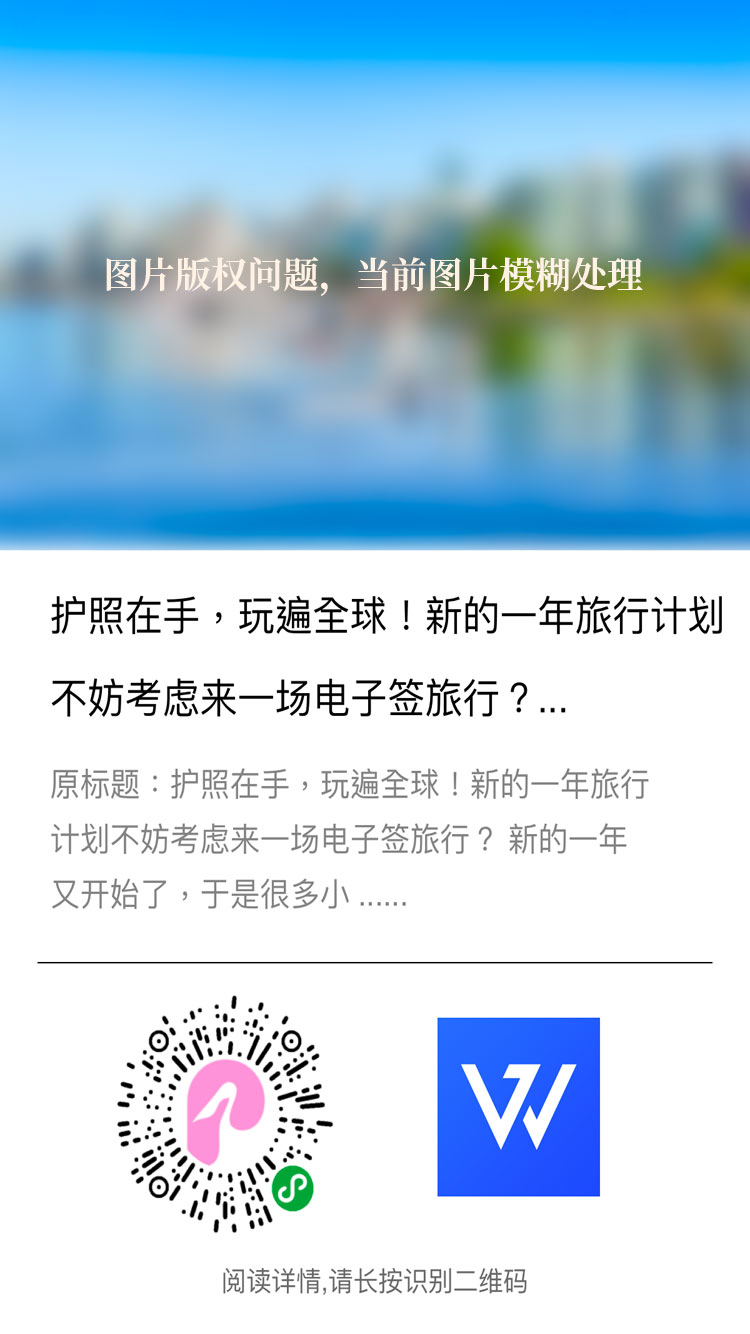 图片版权问题，当前图片模糊处理
护照在手，玩遍全球！新的一年旅行计划
不妨考虑来一场电子签旅行？...
原标题：护照在手，玩遍全球！新的一年旅行
计划不妨考虑来一场电子签旅行？ 新的一年
又开始了，于是很多小 ......
阅读详情,请长按识别二维码